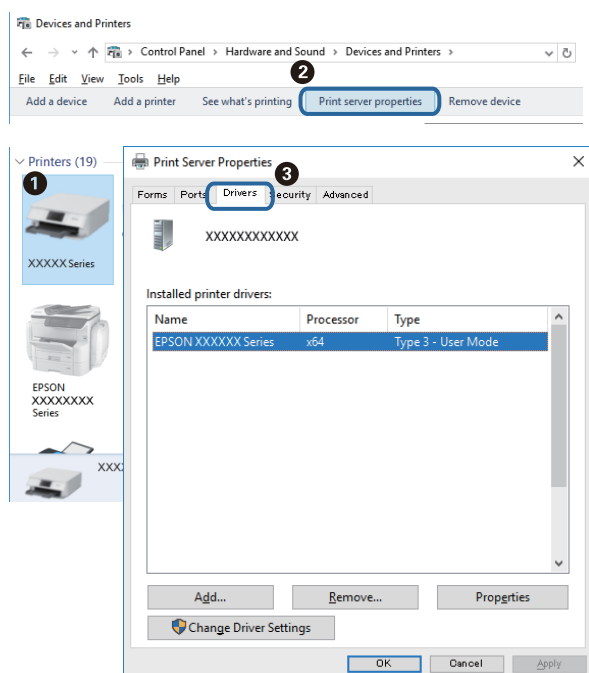 Devices and Printers
Control Panel > Hardware and Sound > Devices and Printers >
File Edit View Tools Help
2
Add a device Add a printer See what's printing Print server properties Remove device
Printers (19)
1
XXXXX Series
EPSON
XXXXXXXX
Series
XXX
Print Server Properties
3
Forms Ports Drivers Security Advanced
XXXXXXXXXXXX
Installed printer drivers:
Name Processor Type
EPSON XXXXXX Series x64 Type 3 - User Mode
Add... Remove... Properties
Change Driver Settings
OK Cancel Apply